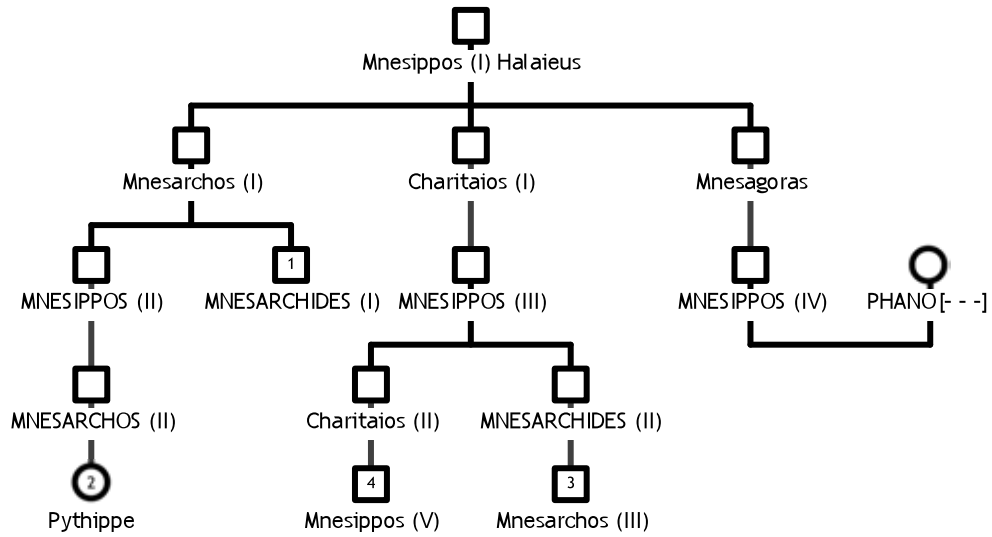 Mnesippos (I) Halaieus
Mnesarchos (I) Charitaios (I) Mnesagoras
1
MNESIPPOS (II) MNESARCHIDES (I) MNESIPPOS (III) MNESIPPOS (IV) PHANO[- - -]
MNESARCHOS (II) Charitaios (II) MNESARCHIDES (II)
2 4 3
Pythippe Mnesippos (V) Mnesarchos (III)